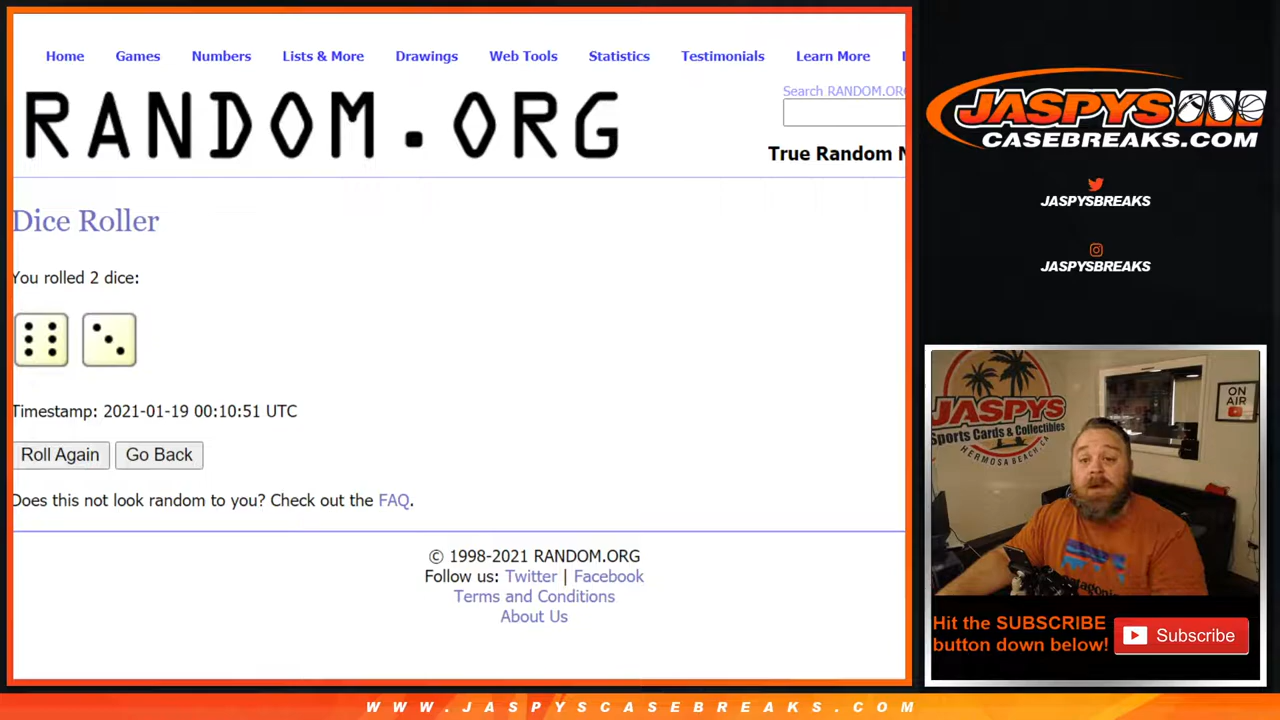 Home Games Numbers Lists & More Drawings Web Tools Statistics Testimonials Learn More
RANDOM.ORG
Search RANDOM.ORG
True Random N
Dice Roller
You rolled 2 dice:
Timestamp: 2021-01-19 00:10:51 UTC
Roll Again Go Back
Does this not look random to you? Check out the FAQ.
© 1998-2021 RANDOM.ORG
Follow us: Twitter | Facebook
Terms and Conditions
About Us
JASPYS
CASEBREAKS.COM
JASPYSBREAKS
JASPYSBREAKS
JASPYS
Sports Cards & Collectibles
HERMOSA BEACH, CA
ON
AIR
patagonia
Hit the SUBSCRIBE
button down below!
Subscribe
WWW.JASPYSCASEBREAKS.COM